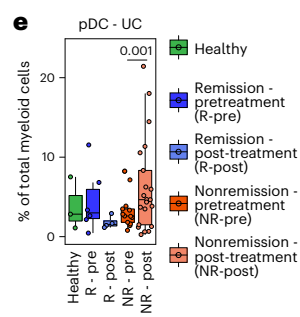 e
pDC - UC
0.001
% of total myeloid cells
20
10
0
Healthy
R - pre
R - post
NR - pre
NR - post
Healthy
Remission -
pretreatment
(R-pre)
Remission -
post-treatment
(R-post)
Nonremission -
pretreatment
(NR-pre)
Nonremission -
post-treatment
(NR-post)